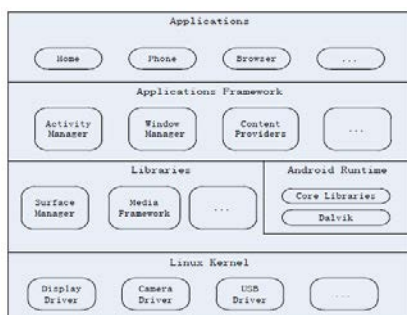 Applications
Home Phone Browser ...
Applications Framework
Activity Manager
Window Manager
Content Providers
...
Libraries
Surface Manager
Media Framework
...
Android Runtime
Core Libraries
Dalvik
Linux Kernel
Display Driver
Camera Driver
USB Driver
....